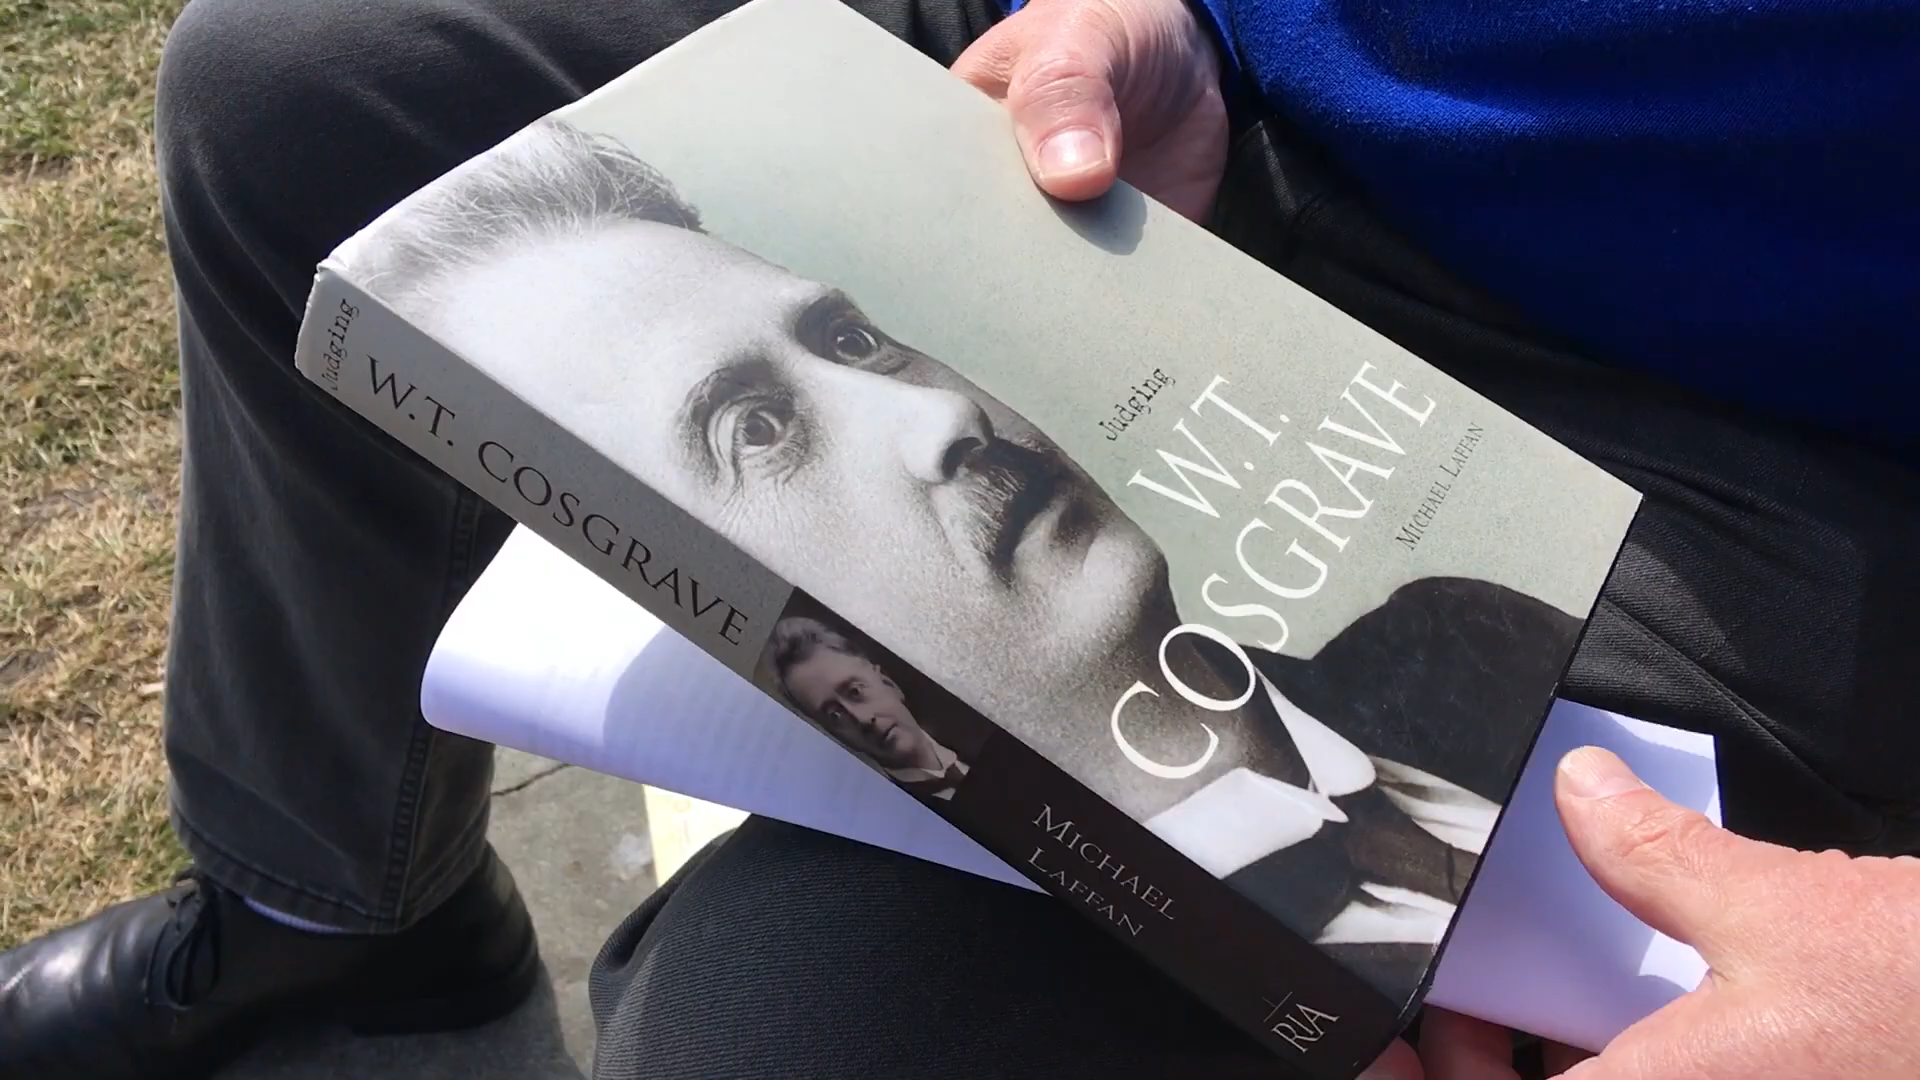 Judging
W.T.
COSGRAVE
MICHAEL LAFFAN
Judging
W.T. COSGRAVE
MICHAEL
LAFFAN
RIA